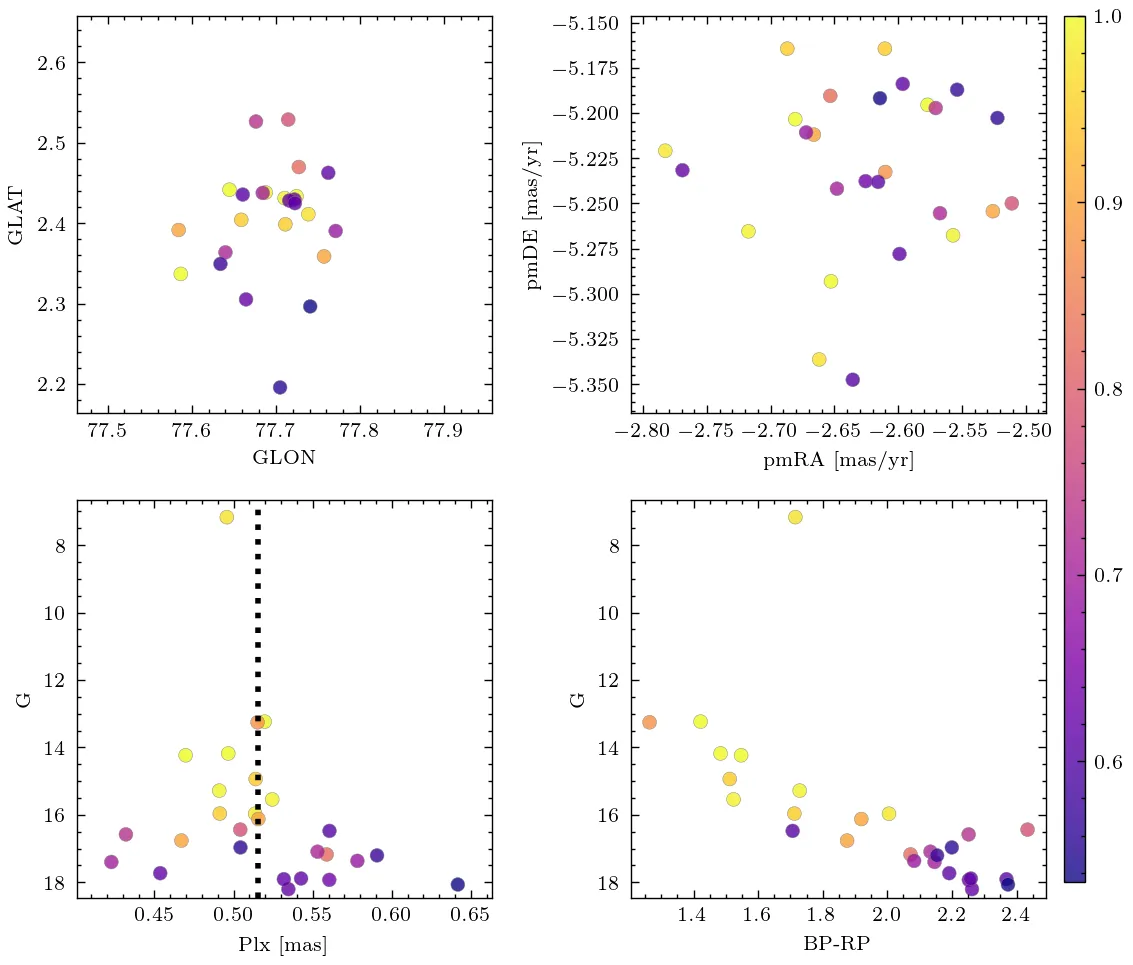 2.6
2.5
2.4
2.3
2.2
GLAT
77.5 77.6 77.7 77.8 77.9
GLON
−5.150
−5.175
−5.200
−5.225
−5.250
−5.275
−5.300
−5.325
−5.350
pmDE [mas/yr]
−2.80 −2.75 −2.70 −2.65 −2.60 −2.55 −2.50
pmRA [mas/yr]
1.0
0.9
0.8
0.7
0.6
8
10
12
14
16
18
G
0.45 0.50 0.55 0.60 0.65
Plx [mas]
8
10
12
14
16
18
G
1.4 1.6 1.8 2.0 2.2 2.4
BP-RP